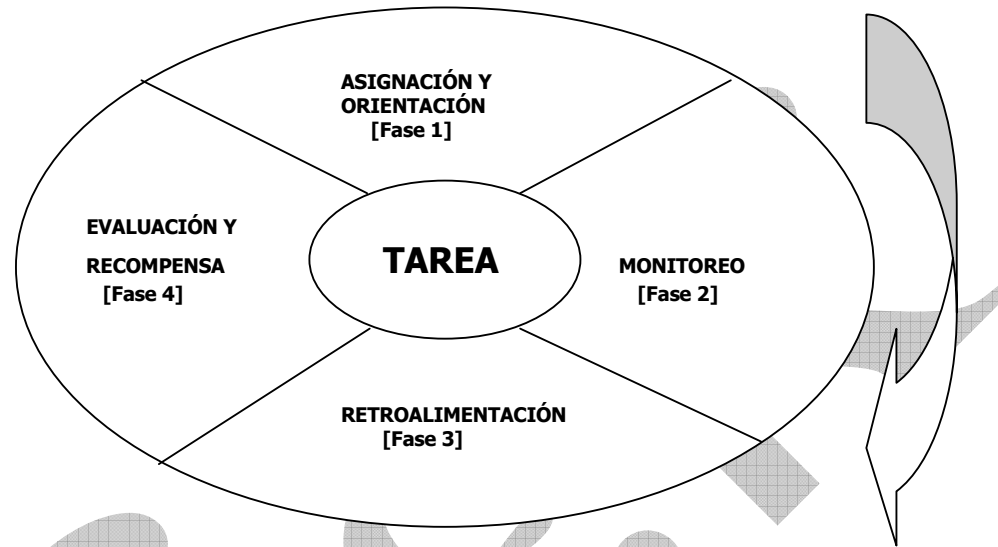 ASIGNACIÓN Y
ORIENTACIÓN
[Fase 1]
EVALUACIÓN Y
RECOMPENSA
[Fase 4]
TAREA
MONITOREO
[Fase 2]
RETROALIMENTACIÓN
[Fase 3]